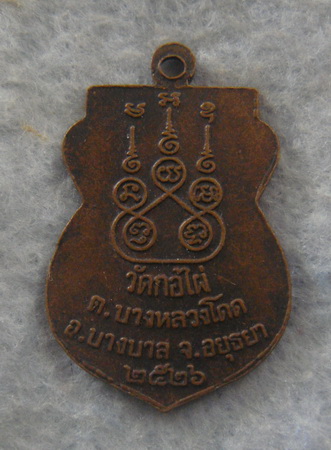 วัดกอไผ่
ต.บางหลวงโดด
อ.บางบาล จ.อยุธยา
๒๕๒๖